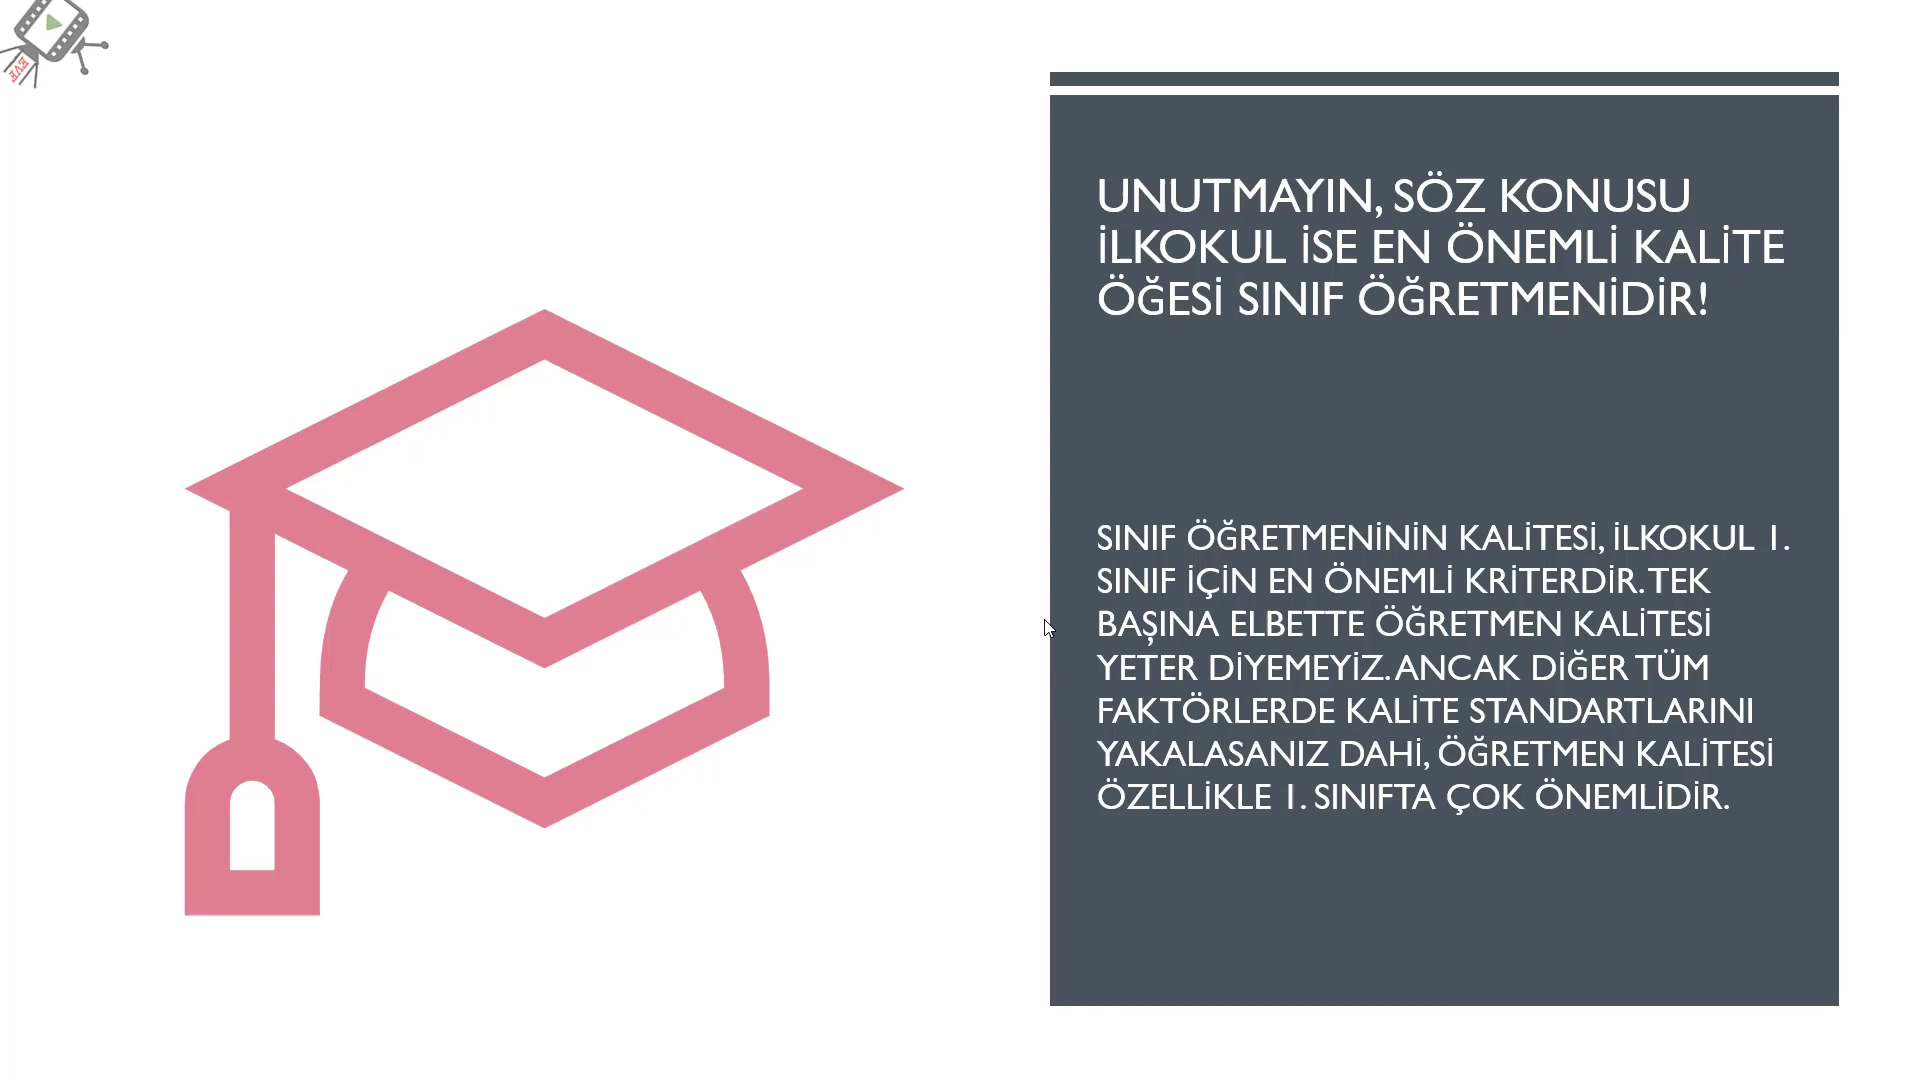 EVF
UNUTMAYIN, SÖZ KONUSU
İLKOKUL İSE EN ÖNEMLİ KALİTE
ÖĞESİ SINIF ÖĞRETMENİDİR!
SINIF ÖĞRETMENİNİN KALİTESİ, İLKOKUL 1.
SINIF İÇİN EN ÖNEMLİ KRİTERDİR. TEK
BAŞINA ELBETTE ÖĞRETMEN KALİTESİ
YETER DİYEMEYİZ. ANCAK DİĞER TÜM
FAKTÖRLERDE KALİTE STANDARTLARINI
YAKALASANIZ DAHİ, ÖĞRETMEN KALİTESİ
ÖZELLİKLE 1. SINIFTA ÇOK ÖNEMLİDİR.